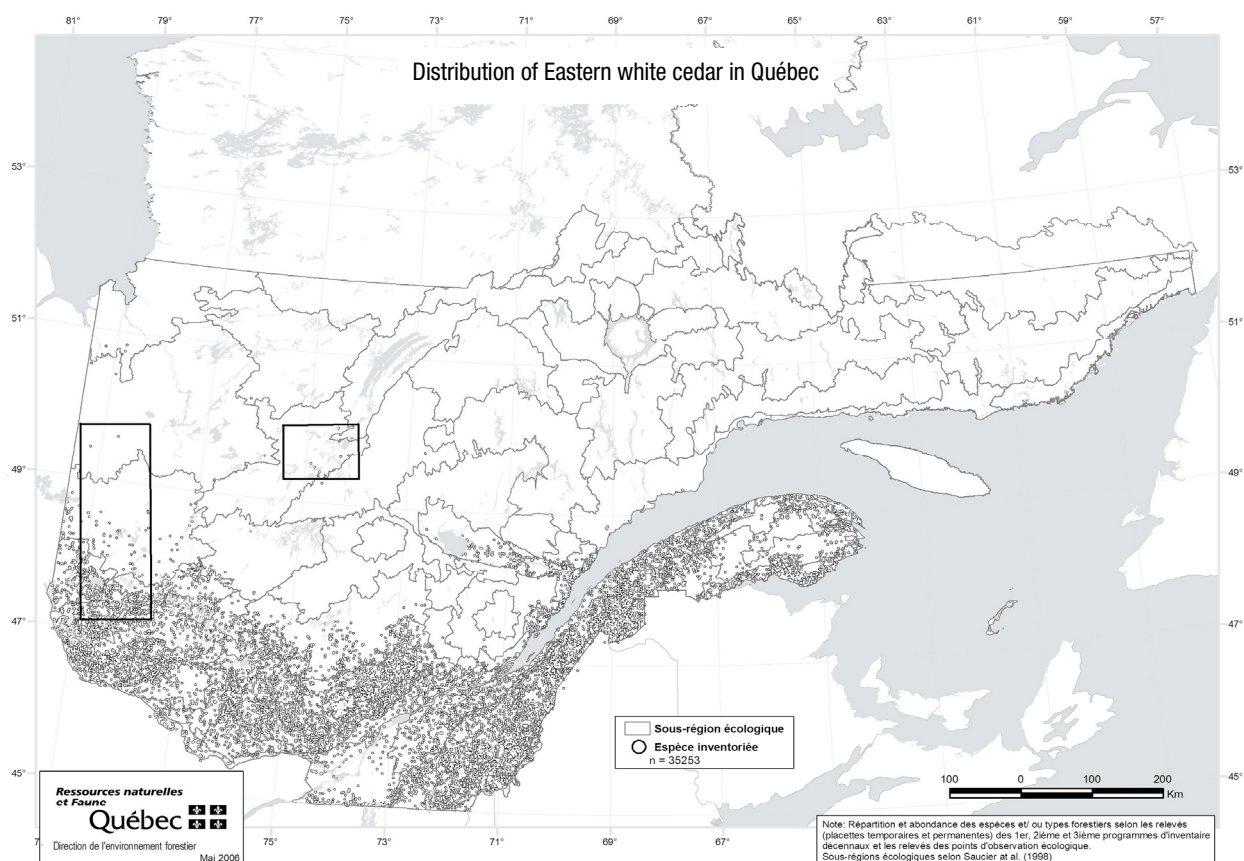 81° 79° 77° 75° 73° 71° 69° 67° 65° 63° 61° 59° 57°
Distribution of Eastern white cedar in Québec
53° 53°
51° 51°
49° 49°
47° 47°
45° 45°
Sous-région écologique
Espèce inventoriée
n = 35253
100 0 100 200
Km
Ressources naturelles
et Faune
Québec
Direction de l'environnement forestier
Mai 2006
Note: Répartition et abondance des espèces et/ ou types forestiers selon les relevés
(placettes temporaires et permanentes) des 1er, 2ième et 3ième programmes d'inventaire
décennaux et les relevés des points d'observation écologique.
Sous-régions écologiques selon Saucier at al. (1998)
75° 73° 71° 69° 67° 65° 63°